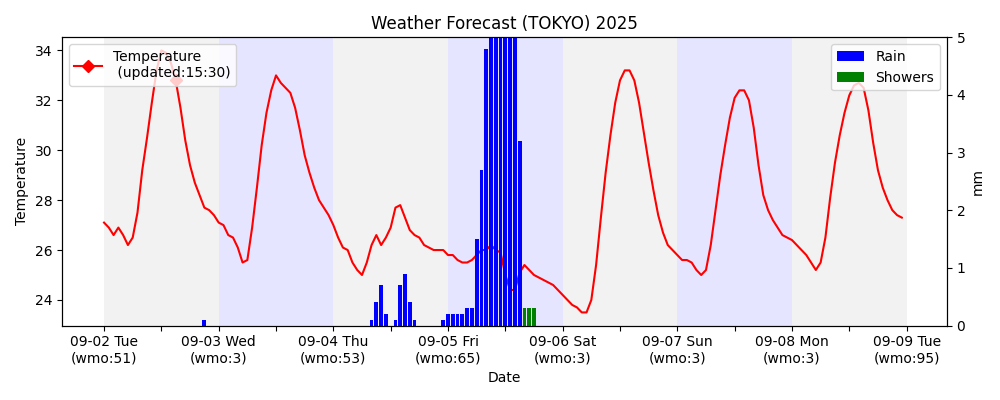 Weather Forecast (TOKYO) 2025
Temperature
(updated:15:30)
Rain
Showers
Temperature
34
32
30
28
26
24
5
4
3
2
1
0
mm
09-02 Tue
(wmo:51)
09-03 Wed
(wmo:3)
09-04 Thu
(wmo:53)
09-05 Fri
(wmo:65)
09-06 Sat
(wmo:3)
09-07 Sun
(wmo:3)
09-08 Mon
(wmo:3)
09-09 Tue
(wmo:95)
Date